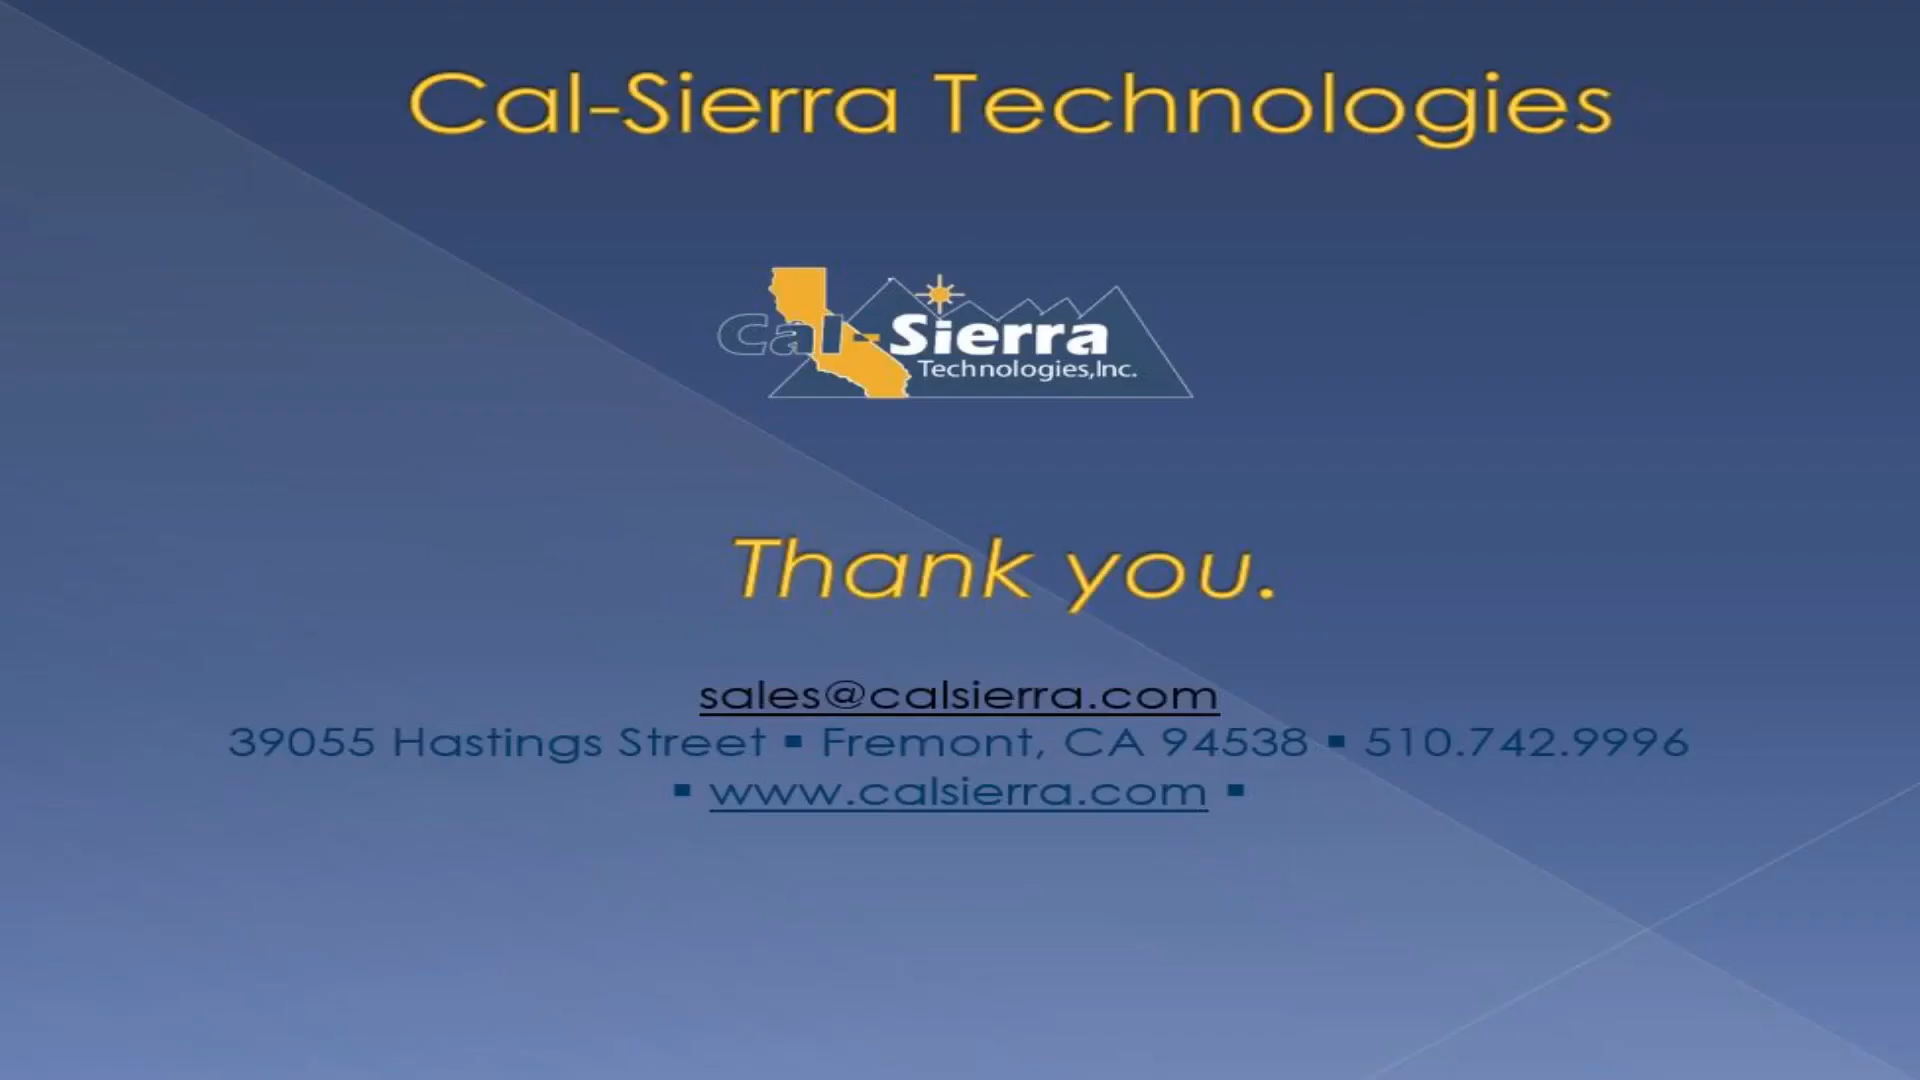 Cal-Sierra Technologies
Cal-Sierra
Technologies,Inc.
Thank you.
sales@calsierra.com
39055 Hastings Street ▪ Fremont, CA 94538 ▪ 510.742.9996
▪ www.calsierra.com ▪